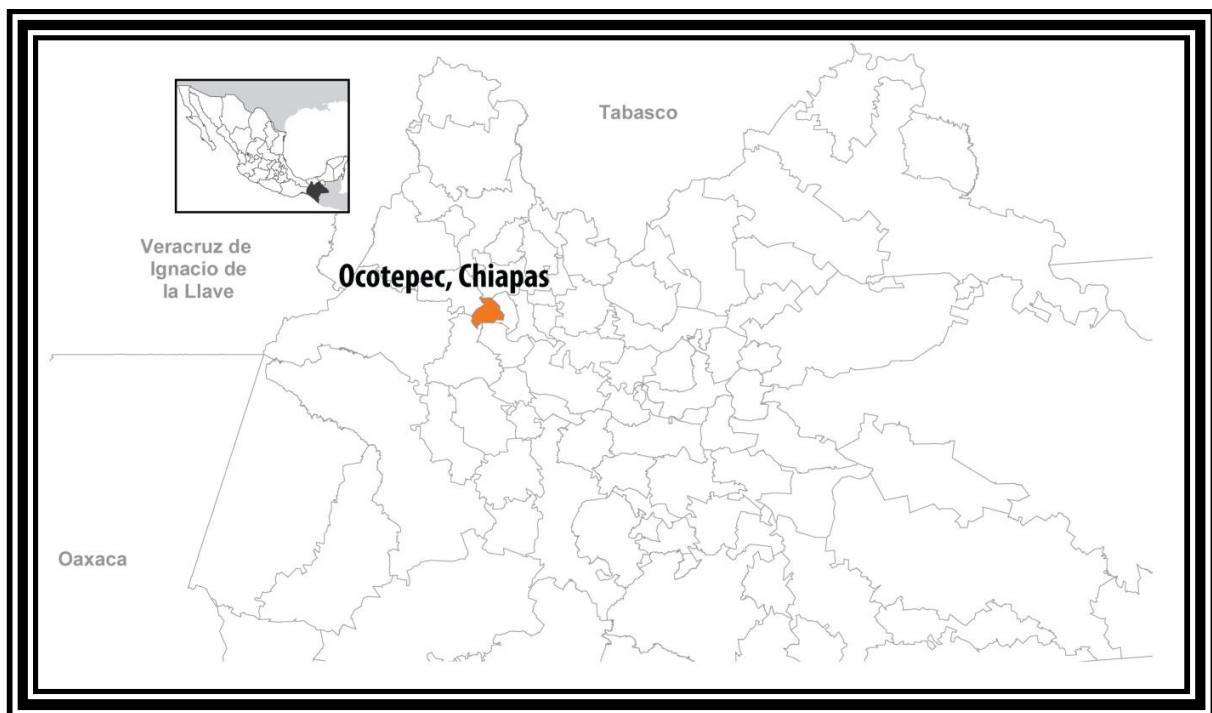 Tabasco
Veracruz de
Ignacio de
la Llave
Ocotepec, Chiapas
Oaxaca